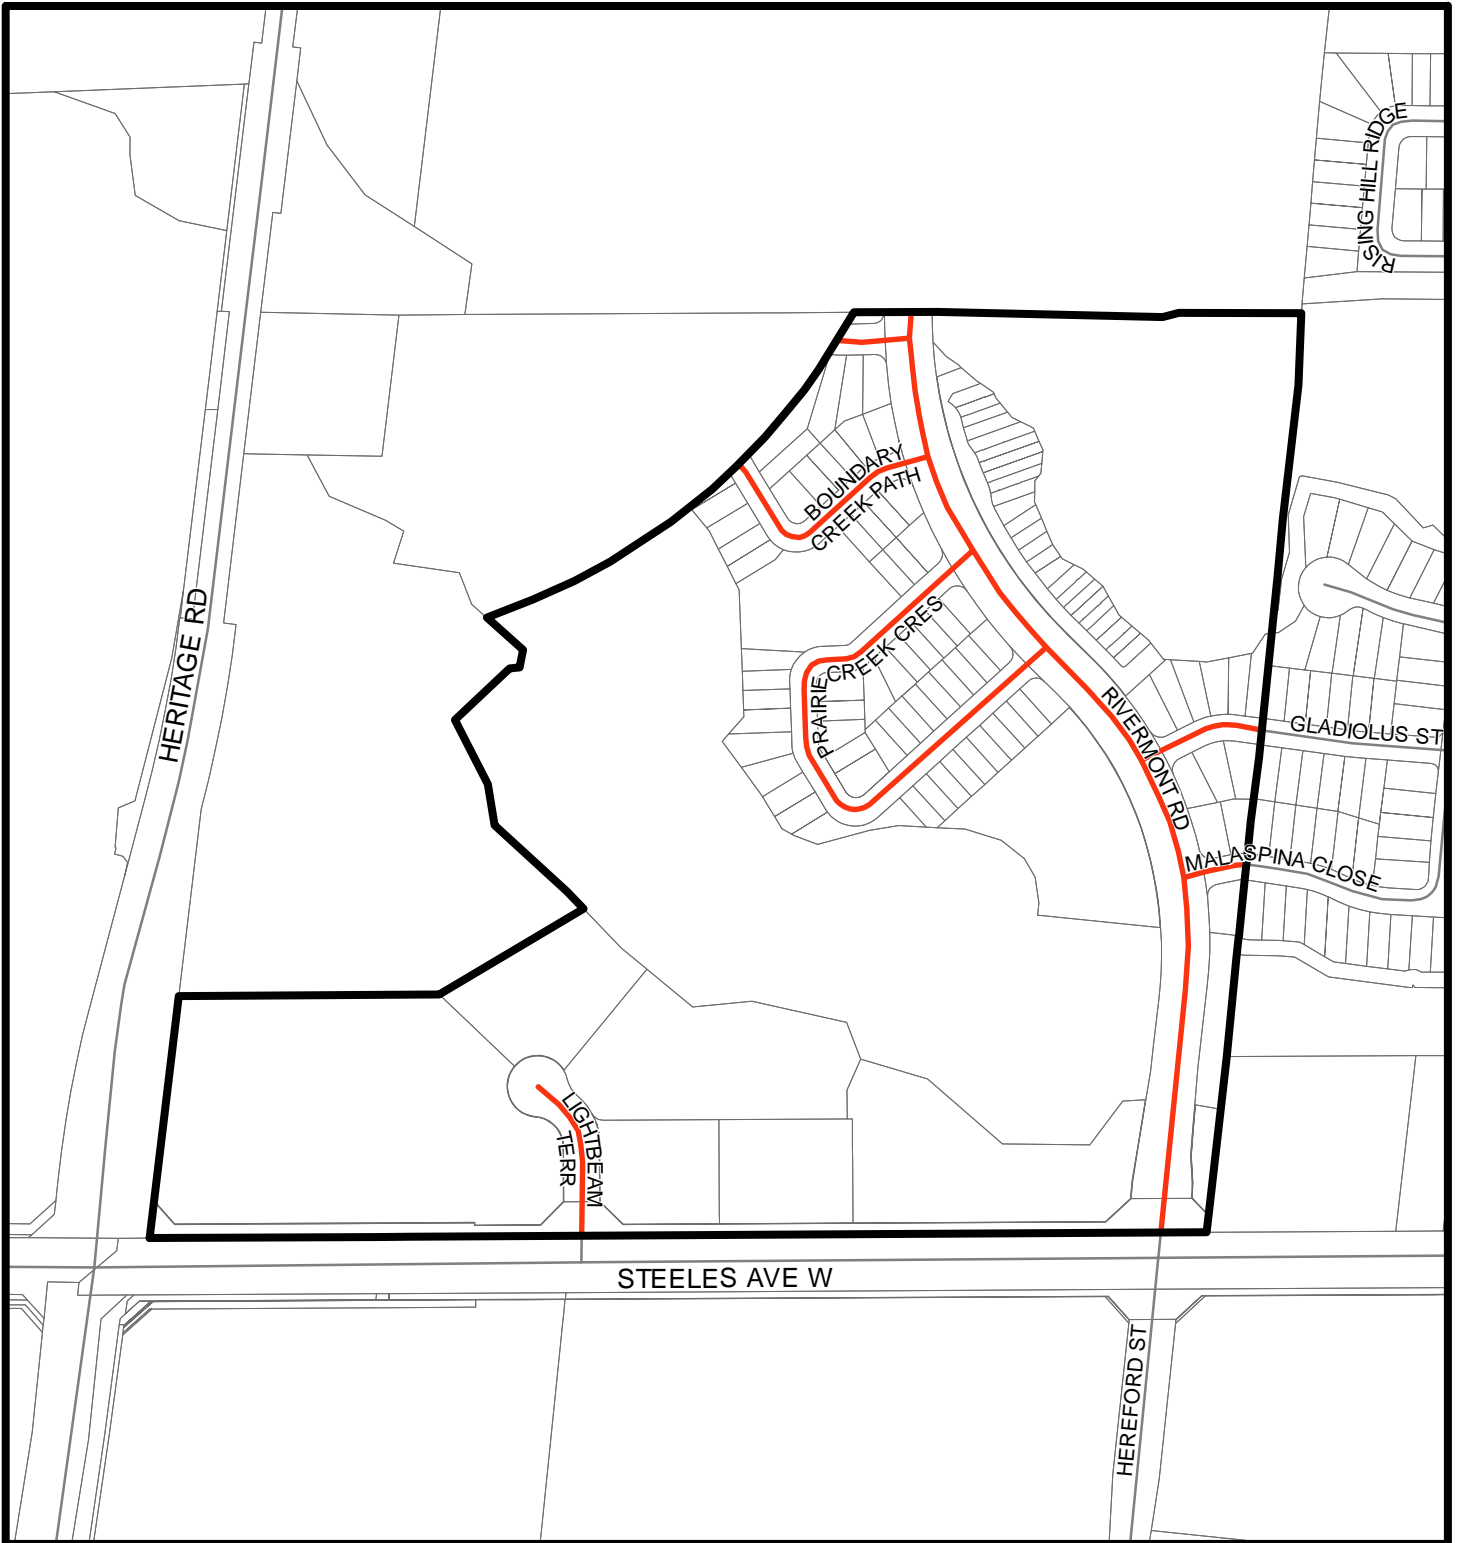 RISING HILL RIDGE
BOUNDARY
CREEK PATH
PRAIRIE
CREEK CRES
HERITAGE RD
RIVERMONT RD
GLADIOLUS ST
MALASPINA CLOSE
LIGHTBEAM
TERR
STEELES AVE W
HEREFORD ST